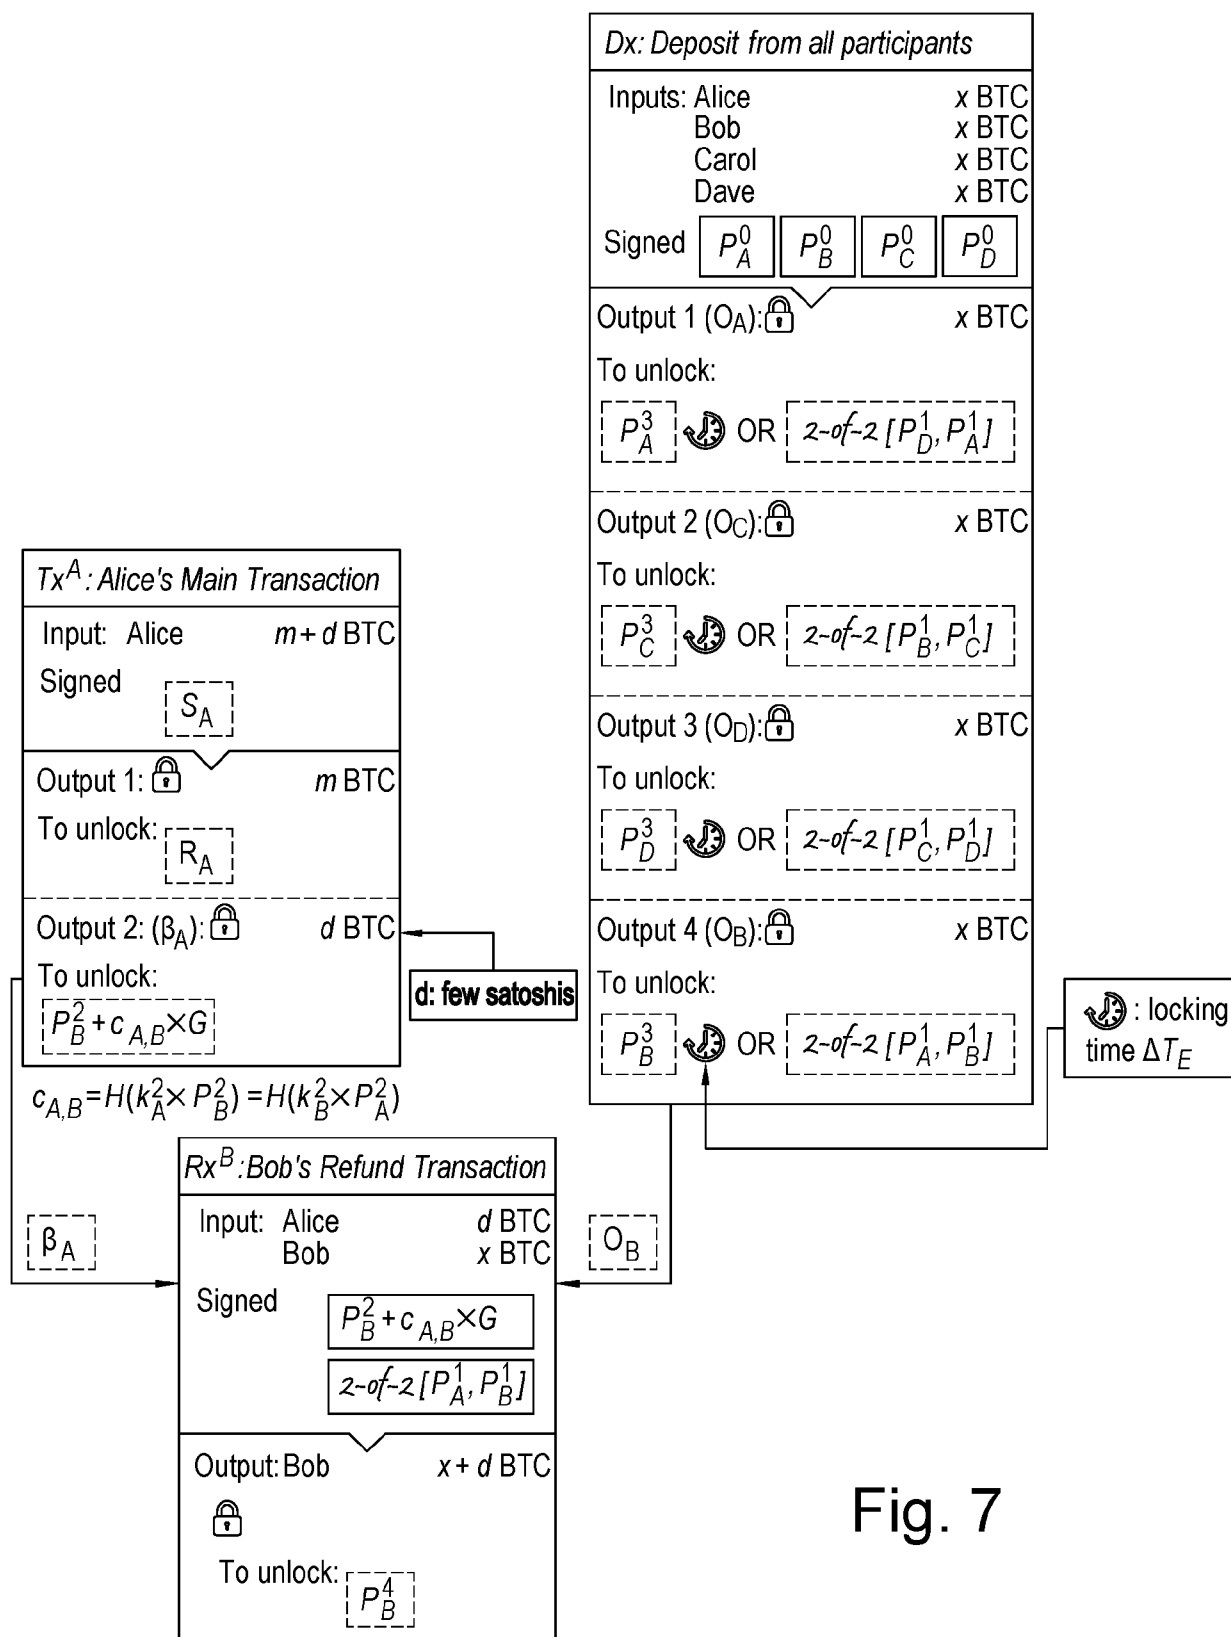 Dx: Deposit from all participants
Inputs: Alice x BTC
Bob x BTC
Carol x BTC
Dave x BTC
Signed P_A^0 P_B^0 P_C^0 P_D^0
Output 1 (O_A): x BTC
To unlock:
P_A^3 OR 2-of-2 [P_D^1, P_A^1]
Output 2 (O_C): x BTC
To unlock:
P_C^3 OR 2-of-2 [P_B^1, P_C^1]
Output 3 (O_D): x BTC
To unlock:
P_D^3 OR 2-of-2 [P_C^1, P_D^1]
Output 4 (O_B): x BTC
To unlock:
P_B^3 OR 2-of-2 [P_A^1, P_B^1]
: locking
time ΔT_E
Tx^A: Alice's Main Transaction
Input: Alice m + d BTC
Signed
S_A
Output 1: m BTC
To unlock:
R_A
Output 2: (β_A): d BTC
To unlock:
P_B^2 + c_A,B × G
d: few satoshis
c_A,B = H(k_A^2 × P_B^2) = H(k_B^2 × P_A^2)
β_A
O_B
Rx^B: Bob's Refund Transaction
Input: Alice d BTC
Bob x BTC
Signed
P_B^2 + c_A,B × G
2-of-2 [P_A^1, P_B^1]
Output: Bob x + d BTC
To unlock:
P_B^4
Fig. 7